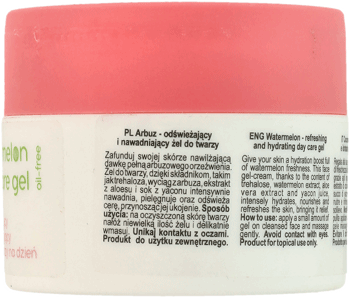 melon
re gel
oil-free
na dzień
PL Arbuz - odświeżający
i nawadniający żel do twarzy
Zafunduj swojej skórze nawilżającą
dawkę pełną arbuzowego orzeźwienia.
Żel do twarzy, dzięki składnikom, takim
jak trehaloza, wyciąg z arbuza, ekstrakt
z aloesu i sok z yaconu intensywnie
nawadnia, pielęgnuje oraz odświeża
cerę, przynosząc jej ukojenie. Sposób
użycia: na oczyszczoną skórę twarzy
nałóż niewielką ilość żelu i delikatnie
wmasuj. Unikaj kontaktu z oczami.
Produkt do użytku zewnętrznego.
ENG Watermelon - refreshing
and hydrating day care gel
Give your skin a hydration boost full
of watermelon freshness. This face
gel-cream, thanks to the content of
trehalose, watermelon extract, aloe
vera extract and yacon juice,
intensely hydrates, nourishes and
refreshes the skin, bringing it relief.
How to use: apply a small amount of
gel on cleansed face and massage
gently. Avoid contact with eyes.
Product for topical use only.